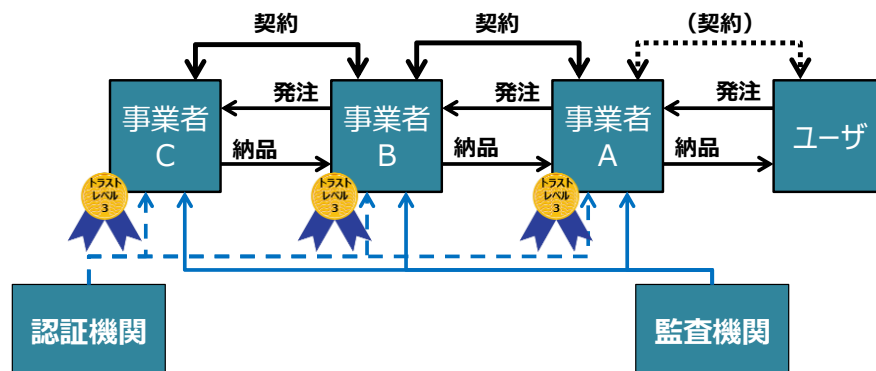 契約
契約
（契約）
発注
発注
発注
事業者
C
事業者
B
事業者
A
ユーザ
納品
納品
納品
トラスト
レベル
3
トラスト
レベル
3
トラスト
レベル
3
認証機関
監査機関